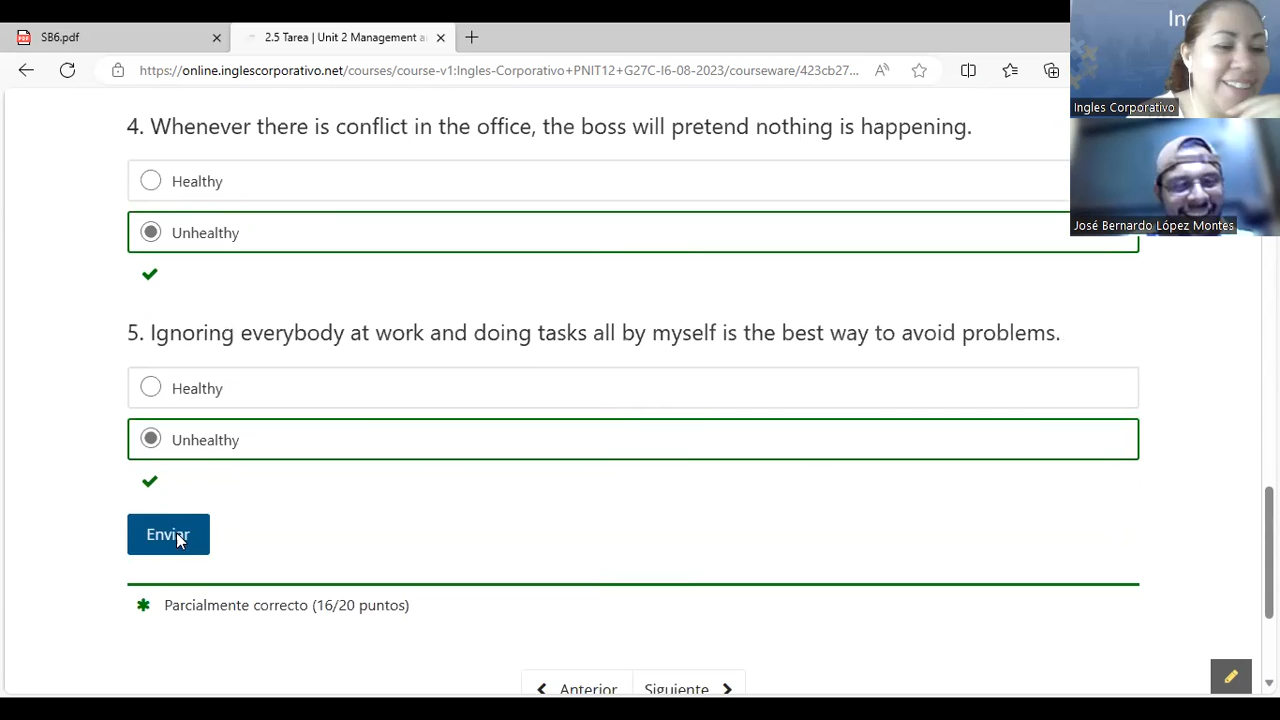 SB6.pdf
2.5 Tarea | Unit 2 Management a
https://online.inglescorporativo.net/courses/course-v1:Ingles-Corporativo+PNIT12+G27C-I6-08-2023/courseware/423cb27...
4. Whenever there is conflict in the office, the boss will pretend nothing is happening.
Healthy
Unhealthy
5. Ignoring everybody at work and doing tasks all by myself is the best way to avoid problems.
Healthy
Unhealthy
Enviar
Parcialmente correcto (16/20 puntos)
Anterior
Siguiente
Ingles Corporativo
José Bernardo López Montes